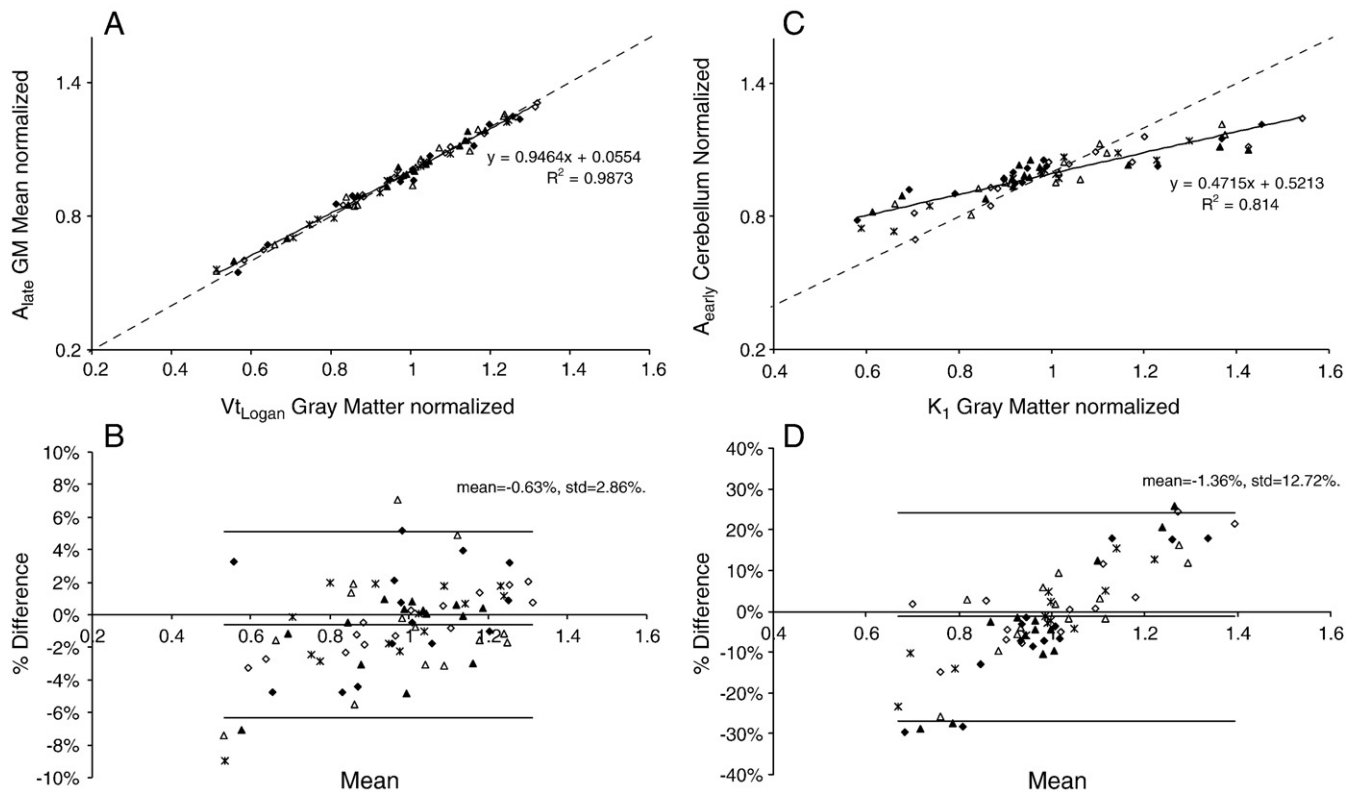 A
1.4
0.8
0.2
0.2 0.4 0.6 0.8 1 1.2 1.4 1.6
A_late GM Mean normalized
Vt_Logan Gray Matter normalized
y = 0.9464x + 0.0554
R² = 0.9873
C
1.4
0.8
0.2
0.4 0.6 0.8 1 1.2 1.4 1.6
A_early Cerebellum Normalized
K₁ Gray Matter normalized
y = 0.4715x + 0.5213
R² = 0.814
B
10%
8%
6%
4%
2%
0%
-2%
-4%
-6%
-8%
-10%
0.2 0.4 0.6 0.8 1.0 1.2 1.4 1.6
% Difference
Mean
mean=-0.63%, std=2.86%.
D
40%
30%
20%
10%
0%
-10%
-20%
-30%
-40%
0.4 0.6 0.8 1.0 1.2 1.4 1.6
% Difference
Mean
mean=-1.36%, std=12.72%.